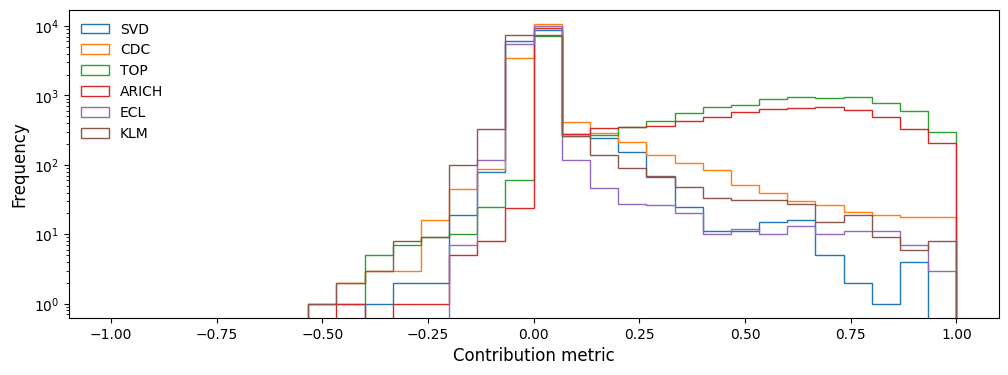 SVD
CDC
TOP
ARICH
ECL
KLM
Frequency
10⁴
10³
10²
10¹
10⁰
−1.00 −0.75 −0.50 −0.25 0.00 0.25 0.50 0.75 1.00
Contribution metric